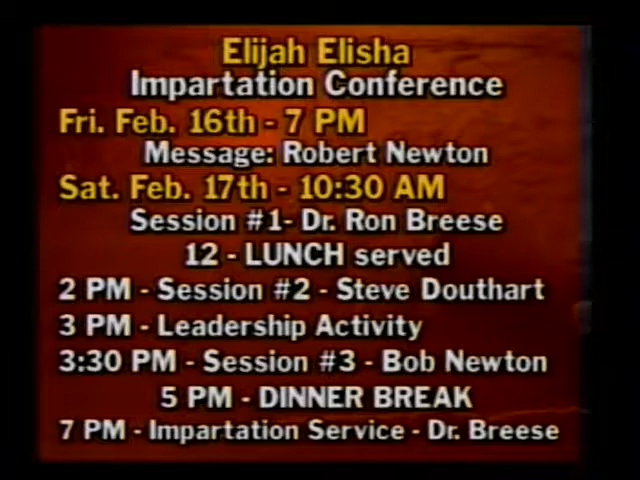 Elijah Elisha
Impartation Conference
Fri. Feb. 16th - 7 PM
Message: Robert Newton
Sat. Feb. 17th - 10:30 AM
Session #1- Dr. Ron Breese
12 - LUNCH served
2 PM - Session #2 - Steve Douthart
3 PM - Leadership Activity
3:30 PM - Session #3 - Bob Newton
5 PM - DINNER BREAK
7 PM - Impartation Service - Dr. Breese